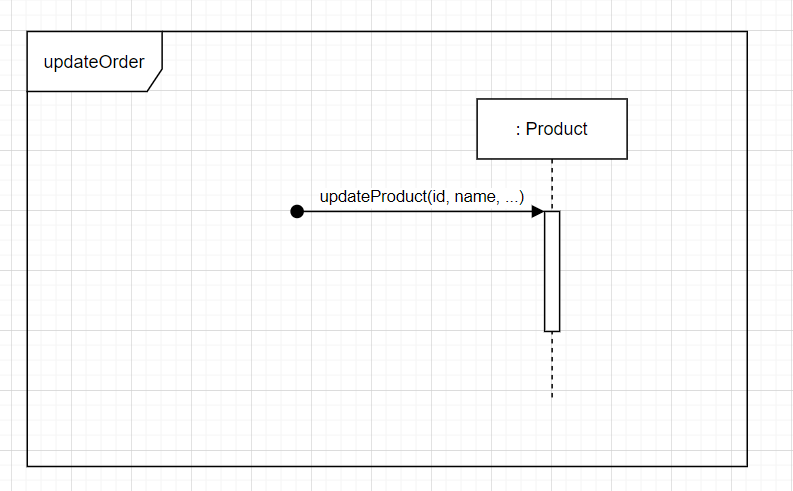 updateOrder
: Product
updateProduct(id, name, ...)